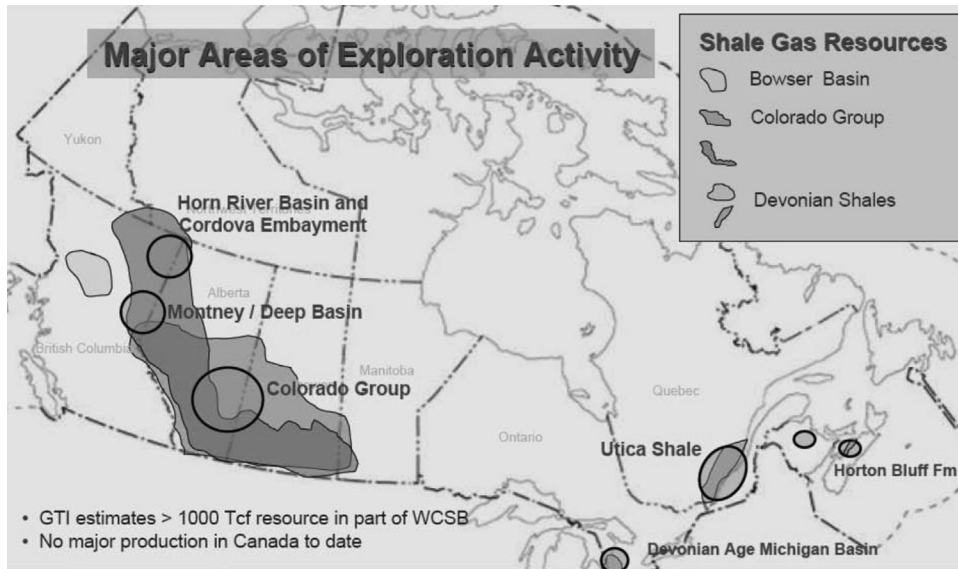 Major Areas of Exploration Activity
Shale Gas Resources
Bowser Basin
Colorado Group
Devonian Shales
Yukon
Horn River Basin and
Northwest Territories
Cordova Embayment
Alberta
Montney / Deep Basin
British Columbia
Manitoba
Colorado Group
Quebec
Ontario
Utica Shale
Horton Bluff Fm
• GTI estimates > 1000 Tcf resource in part of WCSB
• No major production in Canada to date
Devonian Age Michigan Basin